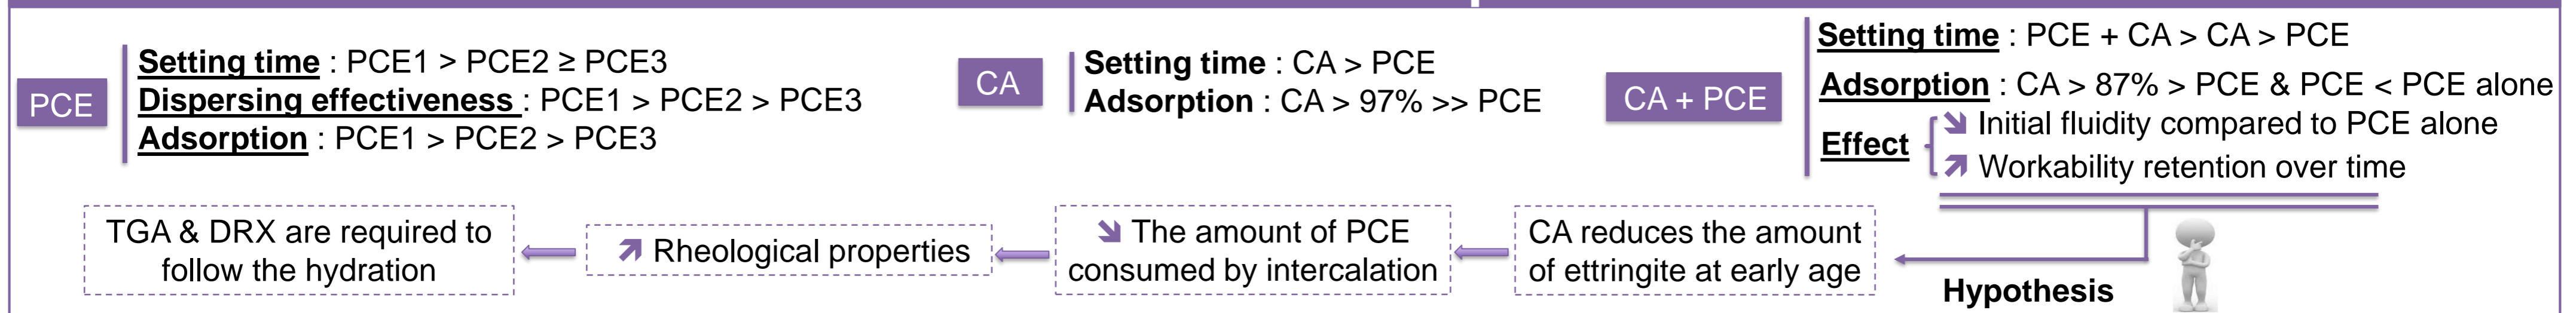 PCE
Setting time : PCE1 > PCE2 ≥ PCE3
Dispersing effectiveness : PCE1 > PCE2 > PCE3
Adsorption : PCE1 > PCE2 > PCE3
CA
Setting time : CA > PCE
Adsorption : CA > 97% >> PCE
CA + PCE
Setting time : PCE + CA > CA > PCE
Adsorption : CA > 87% > PCE & PCE < PCE alone
Effect
↘ Initial fluidity compared to PCE alone
↗ Workability retention over time
Hypothesis
CA reduces the amount
of ettringite at early age
↘ The amount of PCE
consumed by intercalation
↗ Rheological properties
TGA & DRX are required to
follow the hydration